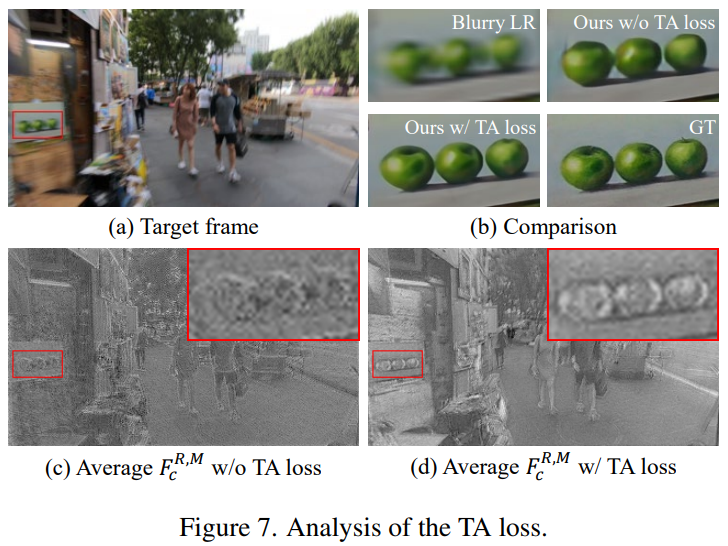 Blurry LR
Ours w/o TA loss
Ours w/ TA loss
GT
(a) Target frame
(b) Comparison
(c) Average F_c^{R,M} w/o TA loss
(d) Average F_c^{R,M} w/ TA loss
Figure 7. Analysis of the TA loss.